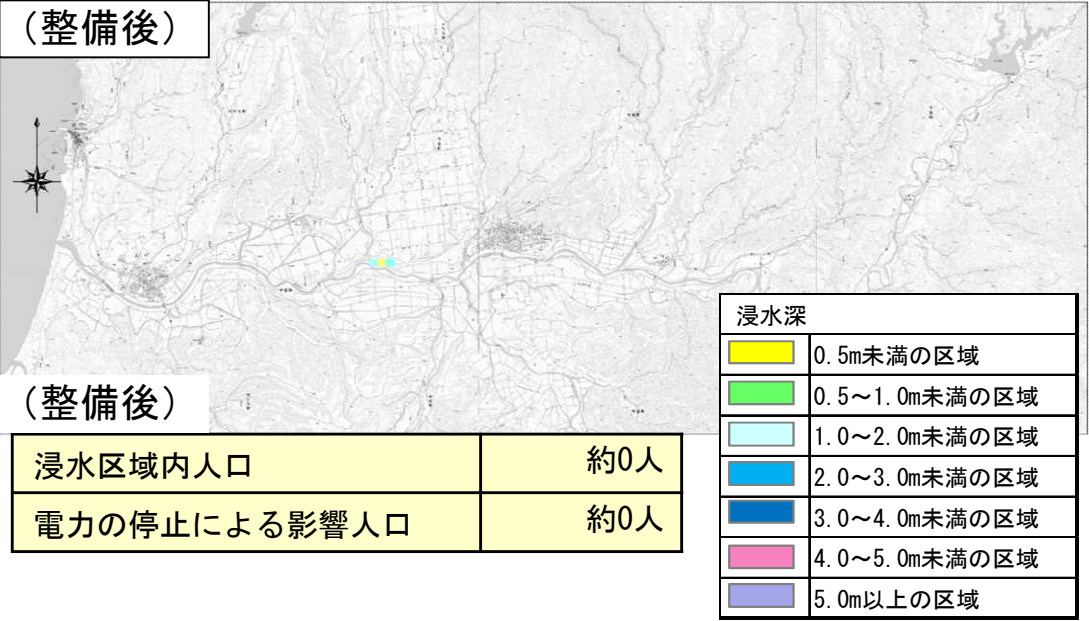 （整備後）
（整備後）
浸水区域内人口 約0人
電力の停止による影響人口 約0人
浸水深
0.5m未満の区域
0.5～1.0m未満の区域
1.0～2.0m未満の区域
2.0～3.0m未満の区域
3.0～4.0m未満の区域
4.0～5.0m未満の区域
5.0m以上の区域